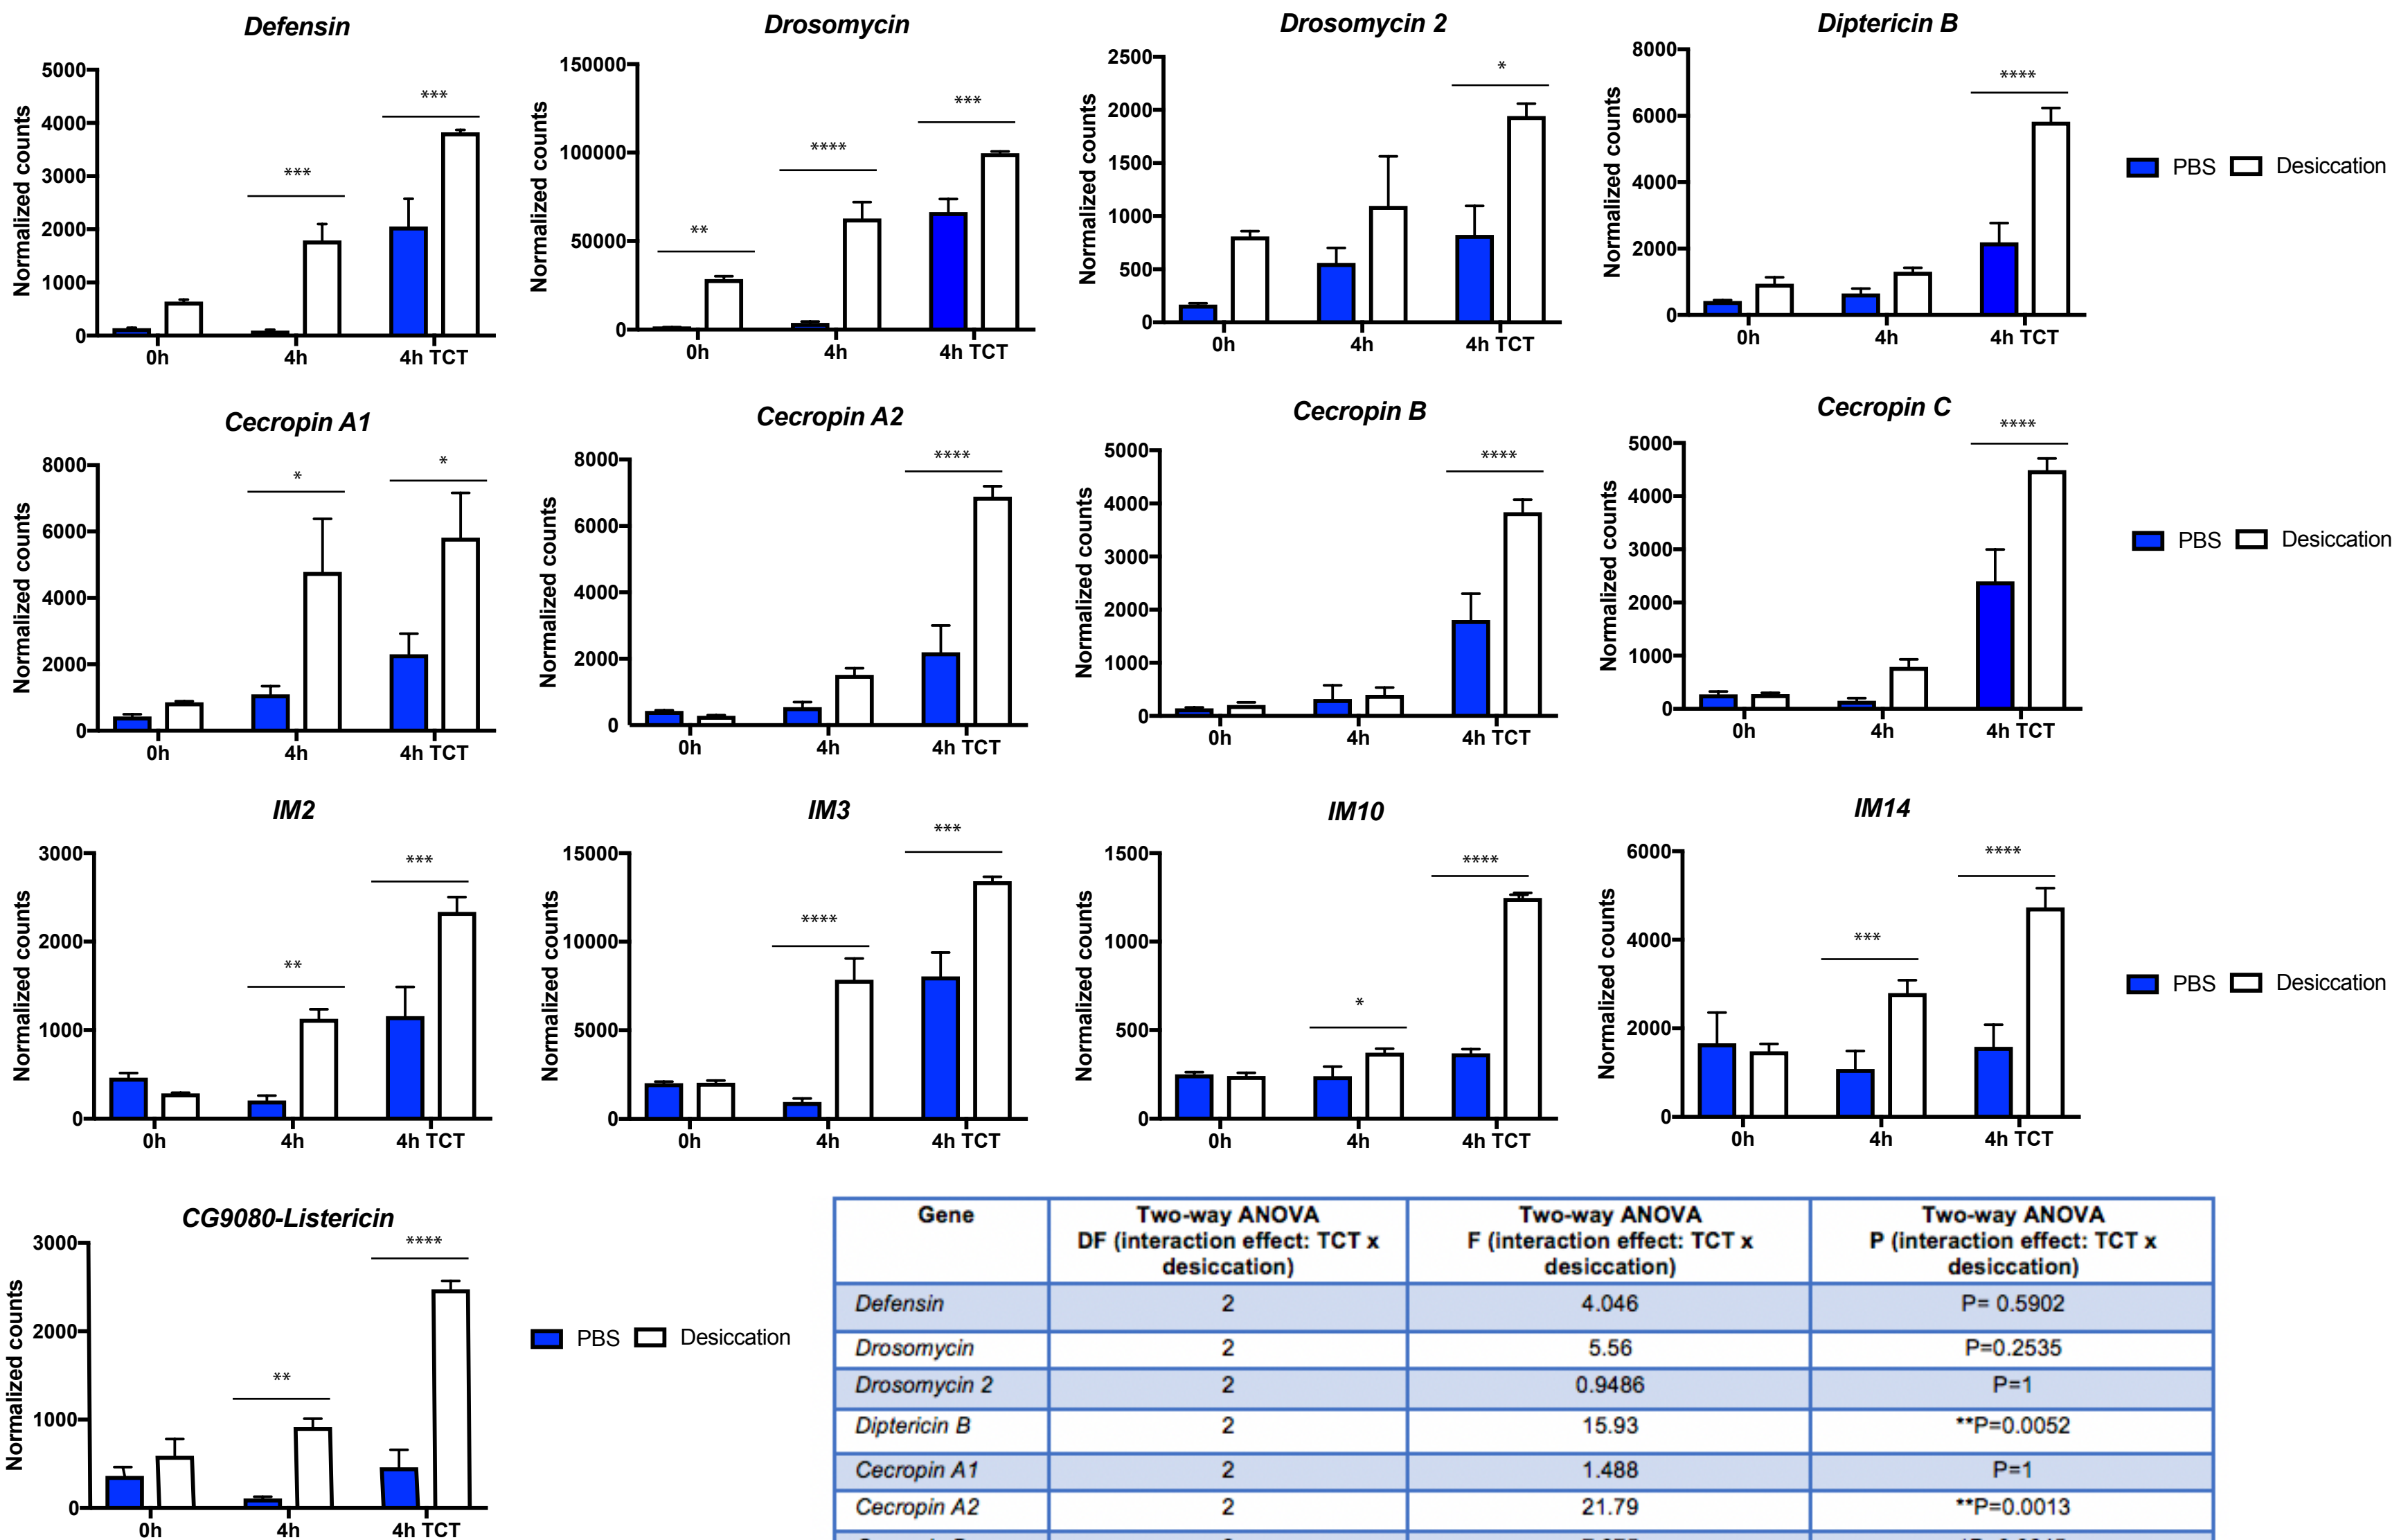 Defensin
Normalized counts
5000
4000
3000
2000
1000
0
***
***
0h
4h
4h TCT
Drosomycin
Normalized counts
150000
100000
50000
0
**
****
***
0h
4h
4h TCT
Drosomycin 2
Normalized counts
2500
2000
1500
1000
500
0
*
0h
4h
4h TCT
Diptericin B
Normalized counts
8000
6000
4000
2000
0
****
0h
4h
4h TCT
PBS Desiccation
Cecropin A1
Normalized counts
8000
6000
4000
2000
0
*
*
0h
4h
4h TCT
Cecropin A2
Normalized counts
8000
6000
4000
2000
0
****
0h
4h
4h TCT
Cecropin B
Normalized counts
5000
4000
3000
2000
1000
0
****
0h
4h
4h TCT
Cecropin C
Normalized counts
5000
4000
3000
2000
1000
0
****
0h
4h
4h TCT
PBS Desiccation
IM2
Normalized counts
3000
2000
1000
0
**
***
0h
4h
4h TCT
IM3
Normalized counts
15000
10000
5000
0
****
***
0h
4h
4h TCT
IM10
Normalized counts
1500
1000
500
0
*
****
0h
4h
4h TCT
IM14
Normalized counts
6000
4000
2000
0
***
****
0h
4h
4h TCT
PBS Desiccation
CG9080-Listericin
Normalized counts
3000
2000
1000
0
**
****
0h
4h
4h TCT
PBS Desiccation
Gene
Two-way ANOVA
DF (interaction effect: TCT x
desiccation)
Two-way ANOVA
F (interaction effect: TCT x
desiccation)
Two-way ANOVA
P (interaction effect: TCT x
desiccation)
Defensin 2 4.046 P= 0.5902
Drosomycin 2 5.56 P=0.2535
Drosomycin 2 2 0.9486 P=1
Diptericin B 2 15.93 **P=0.0052
Cecropin A1 2 1.488 P=1
Cecropin A2 2 21.79 **P=0.0013